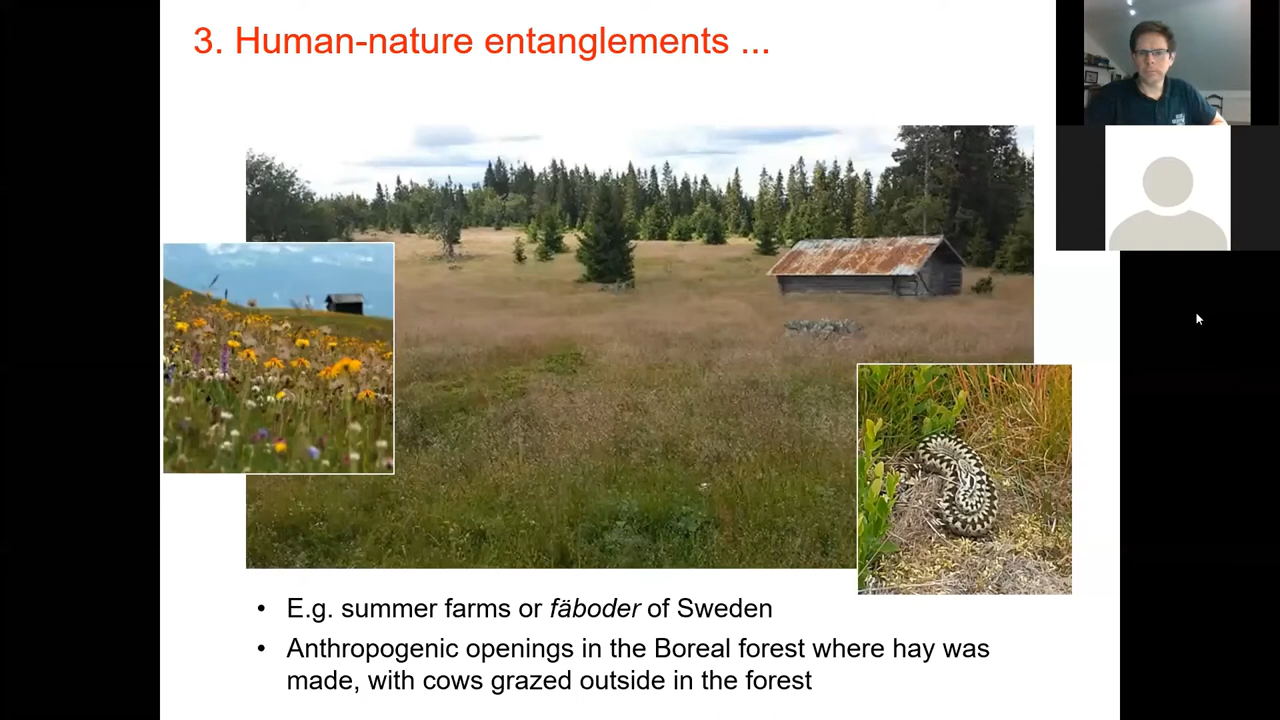 3. Human-nature entanglements ...
• E.g. summer farms or fäboder of Sweden
• Anthropogenic openings in the Boreal forest where hay was
made, with cows grazed outside in the forest